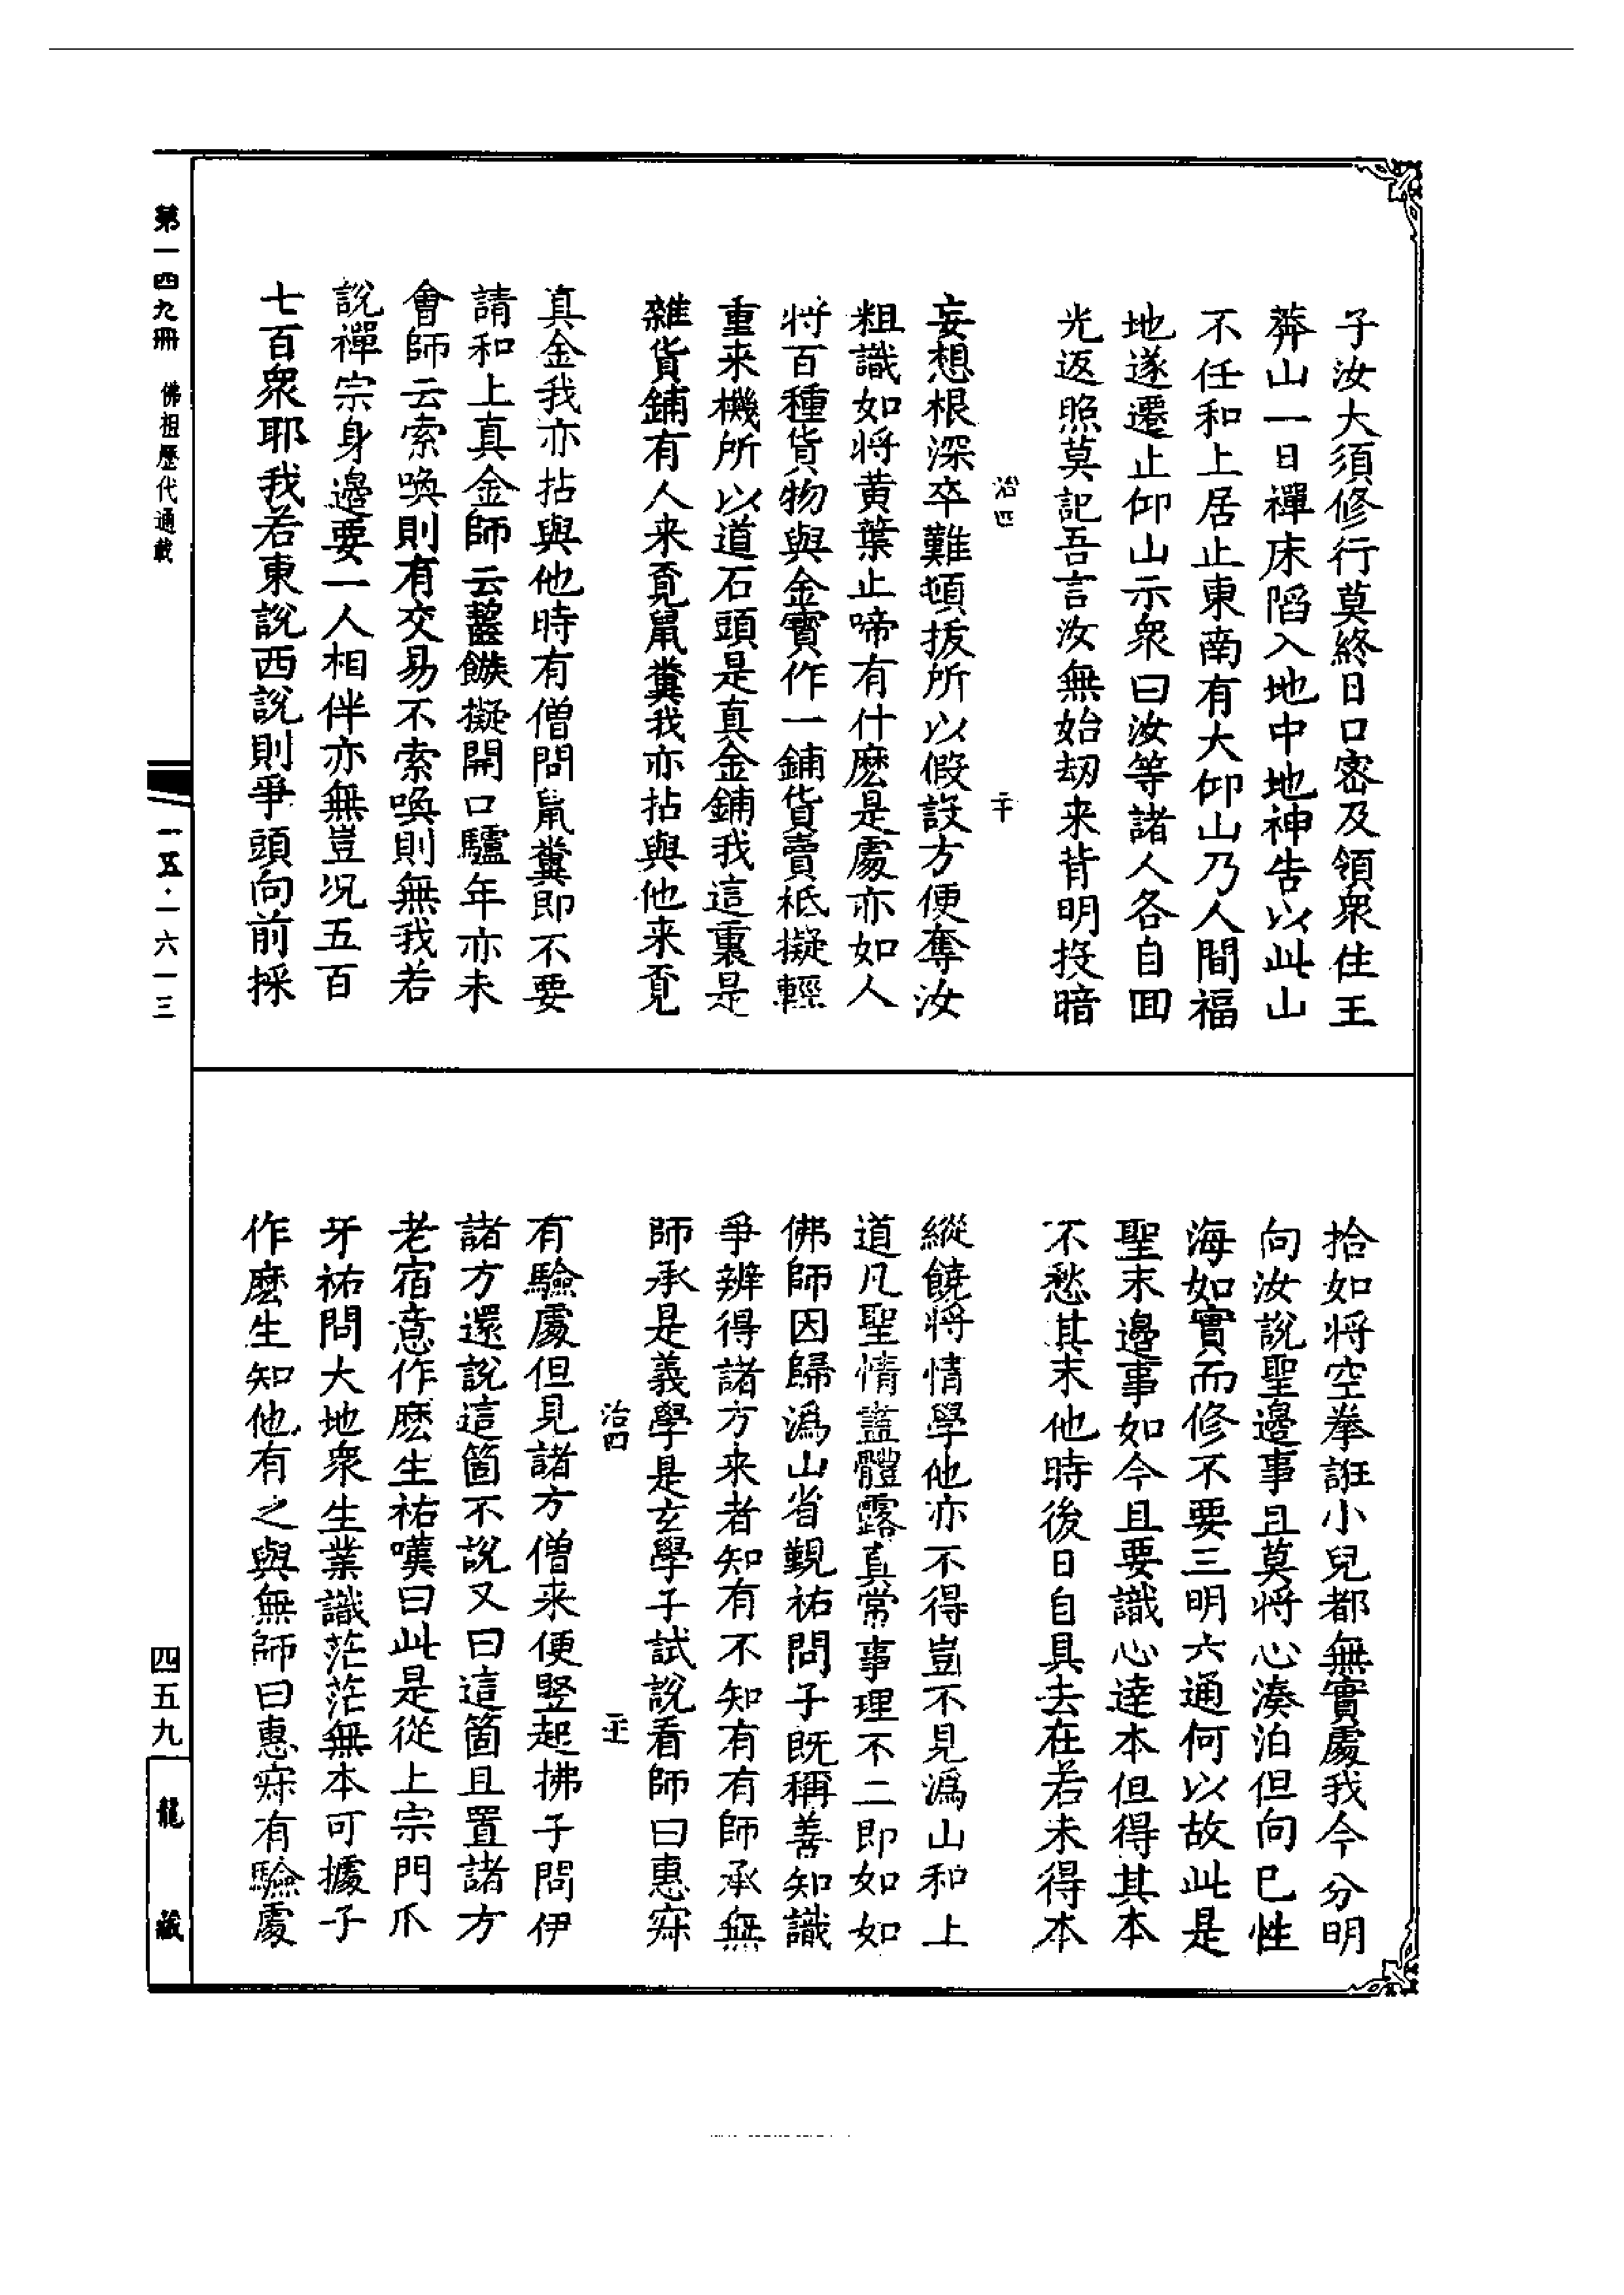 子汝大須修行莫終日口密及領衆住王
莽山一日禪床陷入地中地神告以此山
不任和上居止東南有大仰山乃人間福
地遂遷止仰山示衆曰汝等諸人各自回
光返照莫記吾言汝無始劫来背明投暗
治四 二十
妄想根深卒難頓拔所以假設方便奪汝
粗識如將黄葉止啼有什麽是處亦如人
將百種貨物與金寳作一鋪貨賣秪擬輕
重来機所以道石頭是真金鋪我這裏是
雜貨鋪有人来覔鼠糞我亦拈與他来覔
真金我亦拈與他時有僧問鼠糞即不要
請和上真金師云齧鏃擬開口驢年亦未
會師云索喚則有交易不索喚則無我若
說禪宗身邊要一人相伴亦無豈况五百
七百衆耶我若東說西說則爭頭向前採
拾如將空拳誑小兒都無實處我今分明
向汝說聖邊事且莫將心湊泊但向己性
海如實而修不要三明六通何以故此是
聖末邊事如今且要識心達本但得其本
不愁其末他時後日自具去在若未得本
縱饒將情學他亦不得豈不見溈山和上
道凡聖情盡體露真常事理不二即如如
佛師因歸溈山省覲祐問子既稱善知識
爭辨得諸方来者知有不知有有師承無
師承是義學是玄學子試說看師曰惠寂
治四 二十一
有驗處但見諸方僧来便竪起拂子問伊
諸方還說這箇不說又曰這箇且置諸方
老宿意作麽生祐嘆曰此是從上宗門爪
牙祐問大地衆生業識茫茫無本可據子
作麽生知他有之與無師曰惠寂有驗處
第一四九冊 佛祖歷代通載
一一五·一六一三
四五九
龍藏